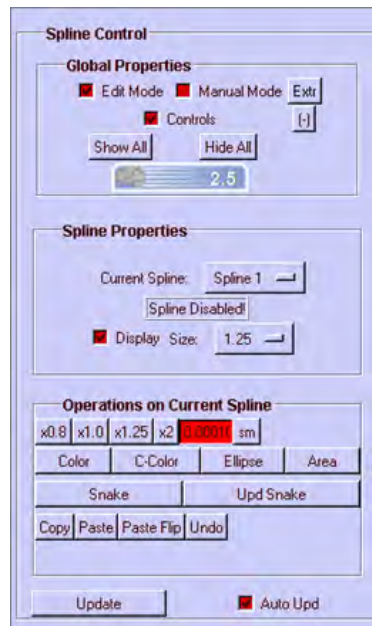 Spline Control
Global Properties
Edit Mode Manual Mode Extr
Controls (-)
Show All Hide All
2.5
Spline Properties
Current Spline: Spline 1
Spline Disabled!
Display Size: 1.25
Operations on Current Spline
x0.8 x1.0 x1.25 x2 sm
Color C-Color Ellipse Area
Snake Upd Snake
Copy Paste Paste Flip Undo
Update Auto Upd